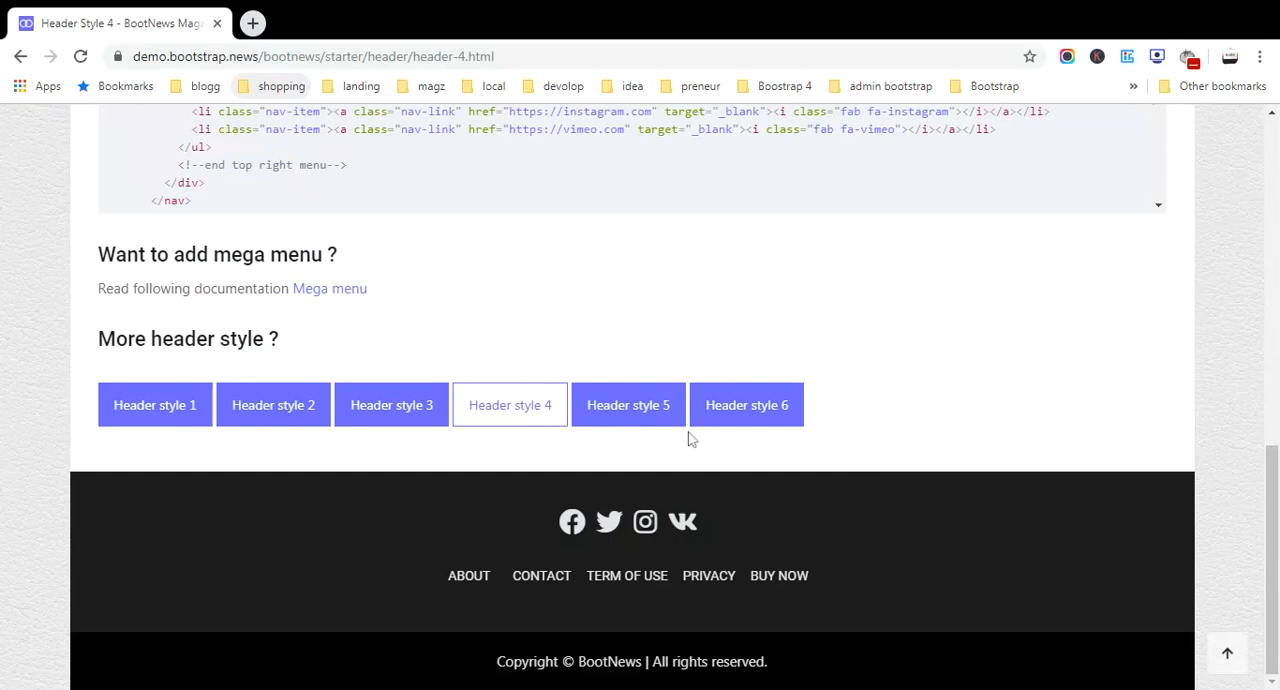 Header Style 4 - BootNews Maga
demo.bootstrap.news/bootnews/starter/header/header-4.html
Apps Bookmarks blogg shopping landing magz local devolop idea preneur Boostrap 4 admin bootstrap Bootstrap » Other bookmarks
<li class="nav-item"><a class="nav-link" href="https://instagram.com" target="_blank"><i class="fab fa-instagram"></i></a></li>
<li class="nav-item"><a class="nav-link" href="https://vimeo.com" target="_blank"><i class="fab fa-vimeo"></i></a></li>
</ul>
<!--end top right menu-->
</div>
</nav>
Want to add mega menu ?
Read following documentation Mega menu
More header style ?
Header style 1 Header style 2 Header style 3 Header style 4 Header style 5 Header style 6
ABOUT CONTACT TERM OF USE PRIVACY BUY NOW
Copyright © BootNews | All rights reserved.